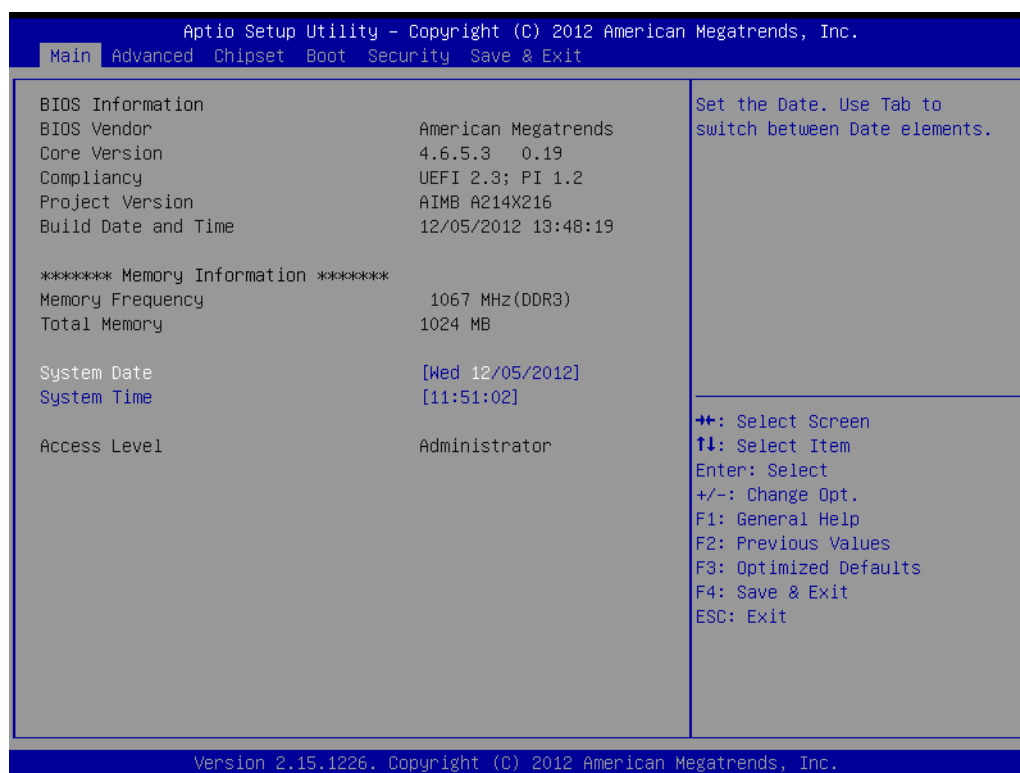 Aptio Setup Utility – Copyright (C) 2012 American Megatrends, Inc.
Main Advanced Chipset Boot Security Save & Exit
BIOS Information
BIOS Vendor American Megatrends
Core Version 4.6.5.3 0.19
Compliancy UEFI 2.3; PI 1.2
Project Version AIMB A214X216
Build Date and Time 12/05/2012 13:48:19
******* Memory Information *******
Memory Frequency 1067 MHz(DDR3)
Total Memory 1024 MB
System Date [Wed 12/05/2012]
System Time [11:51:02]
Access Level Administrator
Set the Date. Use Tab to
switch between Date elements.
→←: Select Screen
↑↓: Select Item
Enter: Select
+/-: Change Opt.
F1: General Help
F2: Previous Values
F3: Optimized Defaults
F4: Save & Exit
ESC: Exit
Version 2.15.1226. Copyright (C) 2012 American Megatrends, Inc.